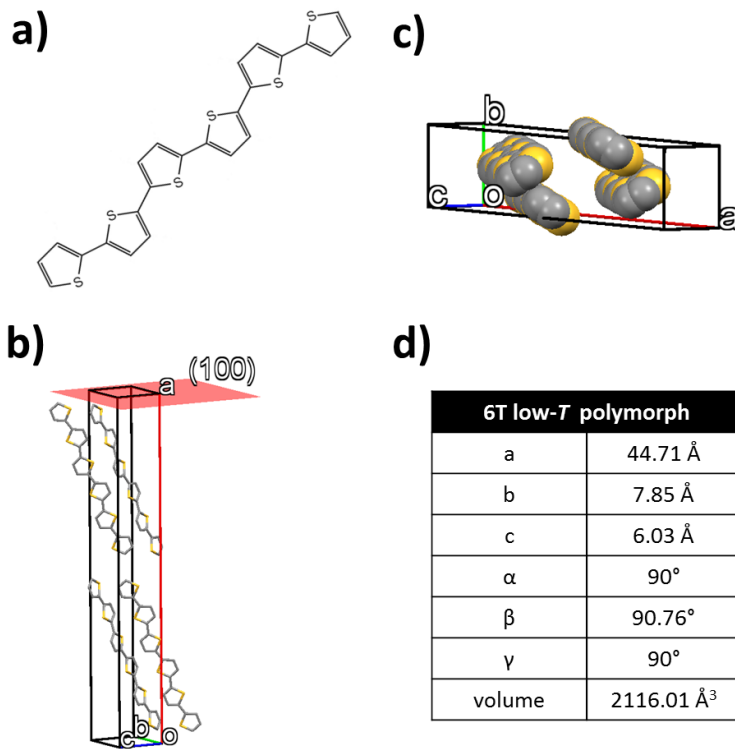 a)
S
S
S
S
S
S
b)
a (100)
b
c o
c)
b
c o a
d)
6T low-T polymorph
a 44.71 Å
b 7.85 Å
c 6.03 Å
α 90°
β 90.76°
γ 90°
volume 2116.01 Å³